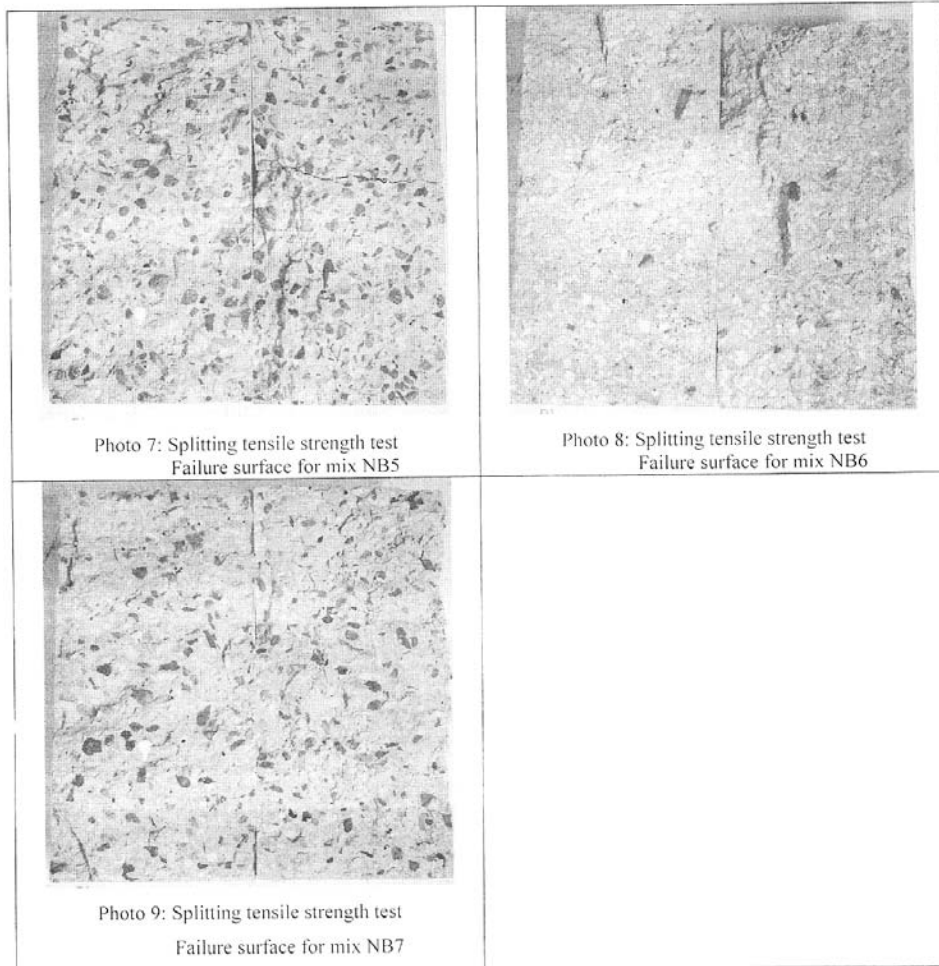 Photo 7: Splitting tensile strength test
Failure surface for mix NB5
Photo 8: Splitting tensile strength test
Failure surface for mix NB6
Photo 9: Splitting tensile strength test
Failure surface for mix NB7